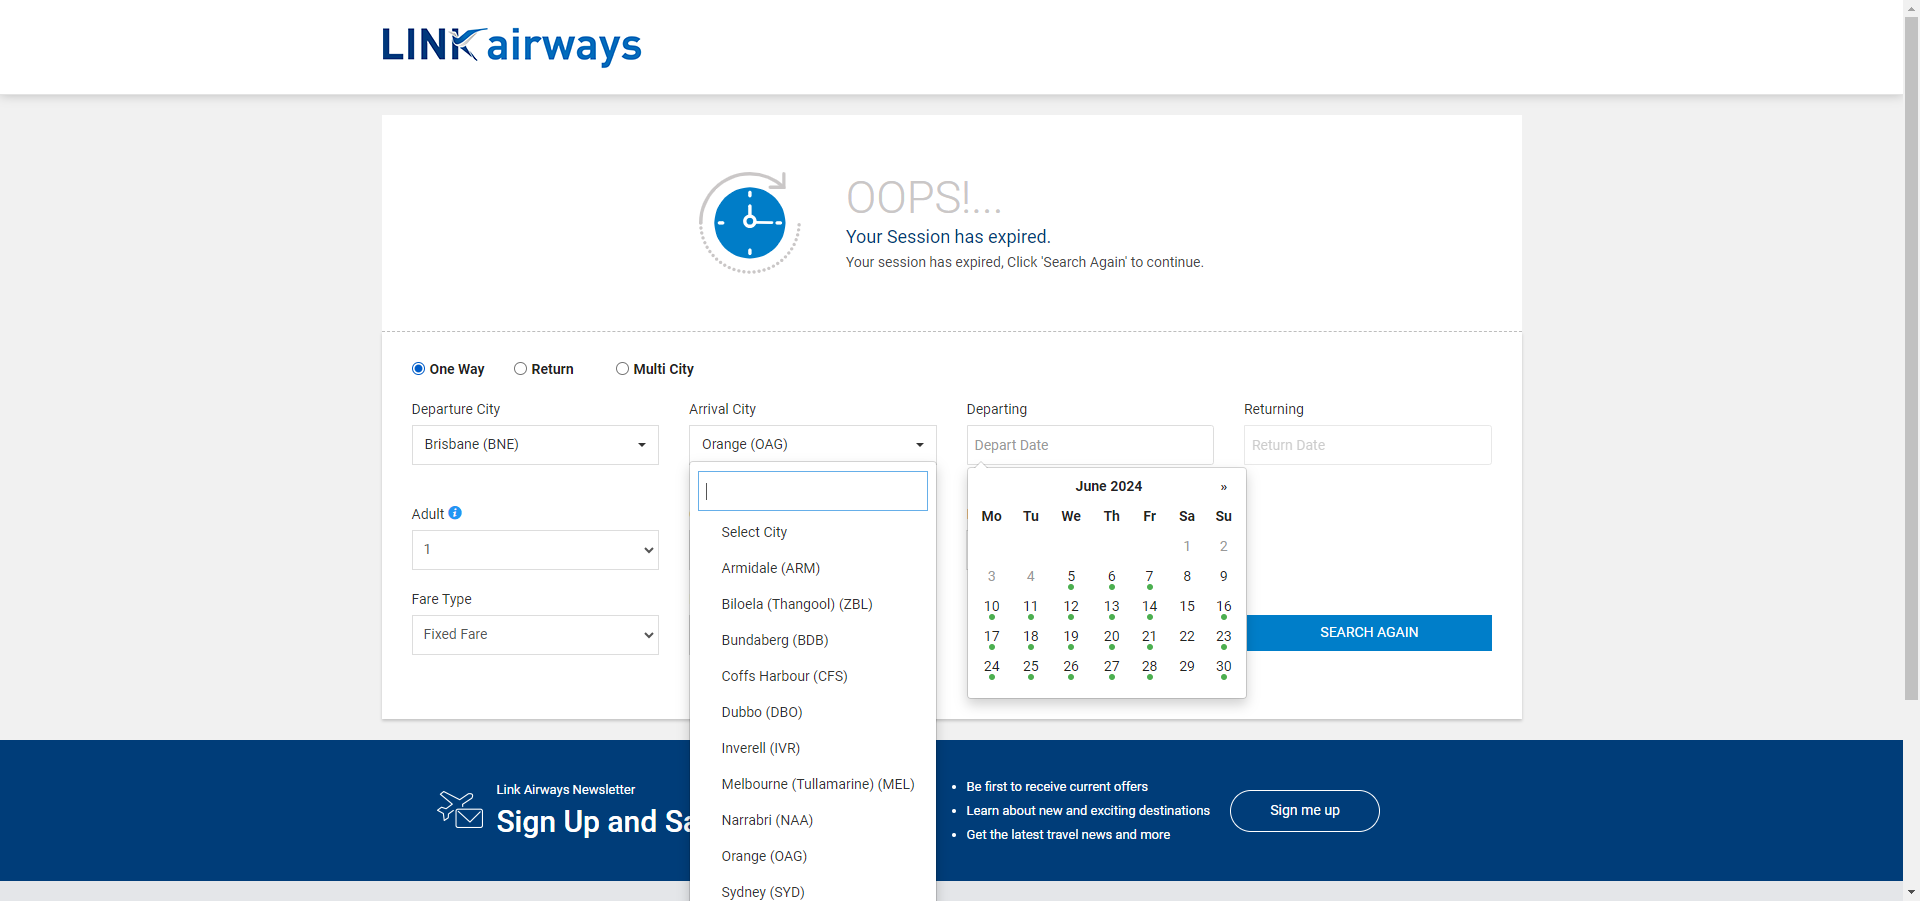 LINK airways
OOPS!...
Your Session has expired.
Your session has expired, Click 'Search Again' to continue.
One Way Return Multi City
Departure City Arrival City Departing Returning
Brisbane (BNE) Orange (OAG) Depart Date Return Date
June 2024 »
Mo Tu We Th Fr Sa Su
1 2
3 4 5 6 7 8 9
10 11 12 13 14 15 16
17 18 19 20 21 22 23
24 25 26 27 28 29 30
Adult
1
Fare Type
Fixed Fare
Select City
Armidale (ARM)
Biloela (Thangool) (ZBL)
Bundaberg (BDB)
Coffs Harbour (CFS)
Dubbo (DBO)
Inverell (IVR)
Melbourne (Tullamarine) (MEL)
Narrabri (NAA)
Orange (OAG)
Sydney (SYD)
SEARCH AGAIN
Link Airways Newsletter
Sign Up and Sa
• Be first to receive current offers
• Learn about new and exciting destinations
• Get the latest travel news and more
Sign me up